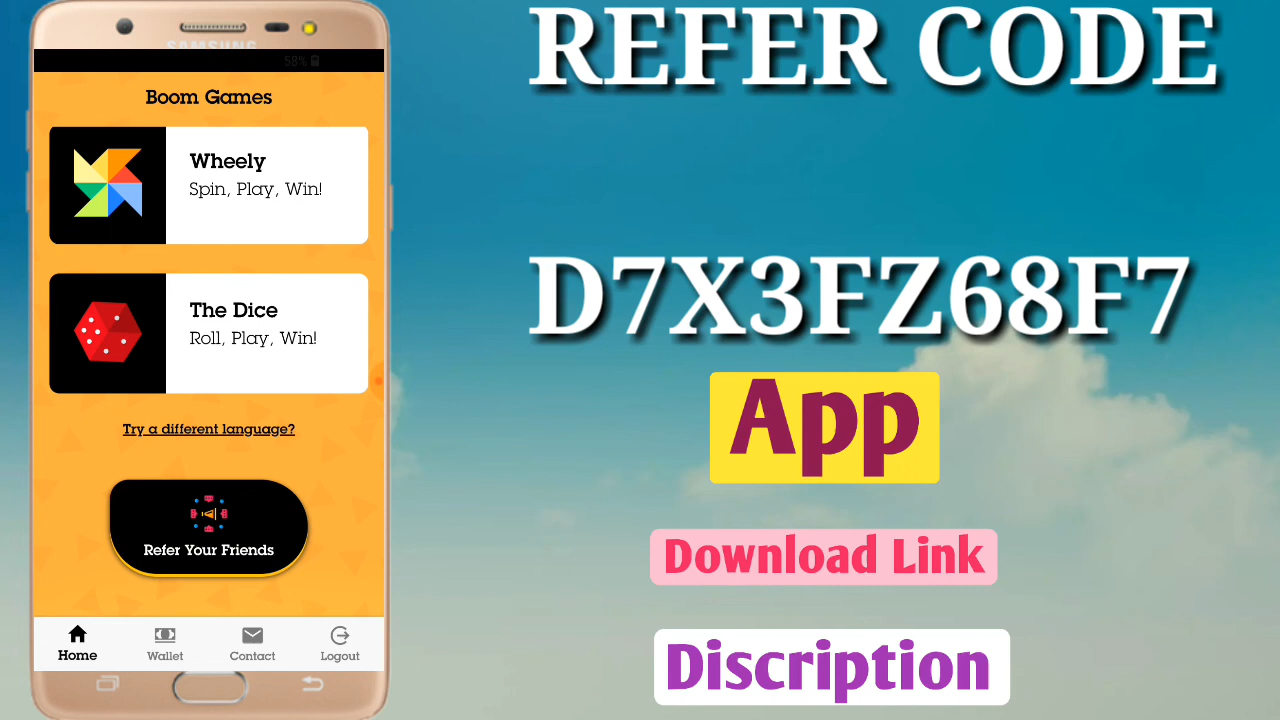 SAMSUNG
58%
Boom Games
Wheely
Spin, Play, Win!
The Dice
Roll, Play, Win!
Try a different language?
Refer Your Friends
Home
Wallet
Contact
Logout
REFER CODE
D7X3FZ68F7
App
Download Link
Discription